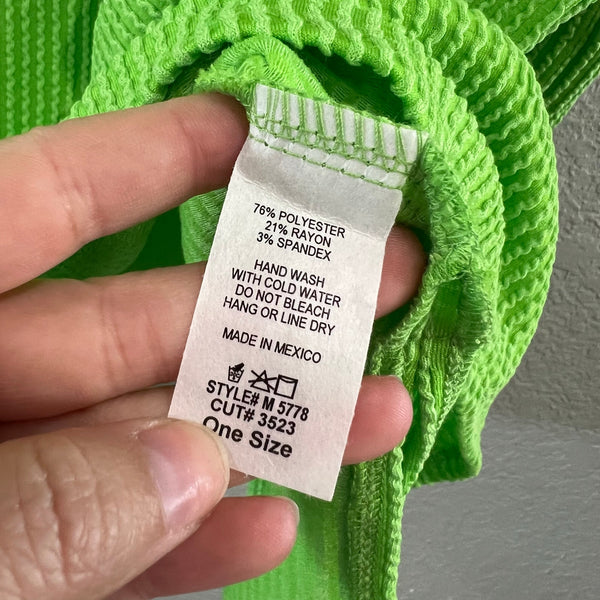 76% POLYESTER
21% RAYON
3% SPANDEX
HAND WASH
WITH COLD WATER
DO NOT BLEACH
HANG OR LINE DRY
MADE IN MEXICO
STYLE# M 5778
CUT# 3523
One Size